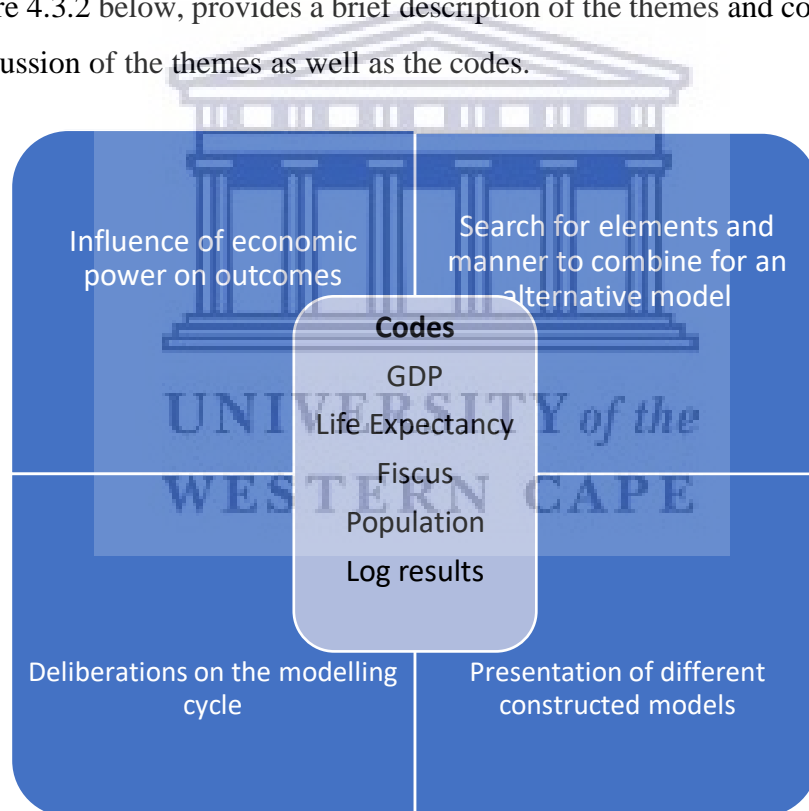 re 4.3.2 below, provides a brief description of the themes and co
ussion of the themes as well as the codes.
Influence of economic
power on outcomes
Search for elements and
manner to combine for an
alternative model
Codes
GDP
Life Expectancy
Fiscus
Population
Log results
UNIVERSITY of the
WESTERN CAPE
Deliberations on the modelling
cycle
Presentation of different
constructed models